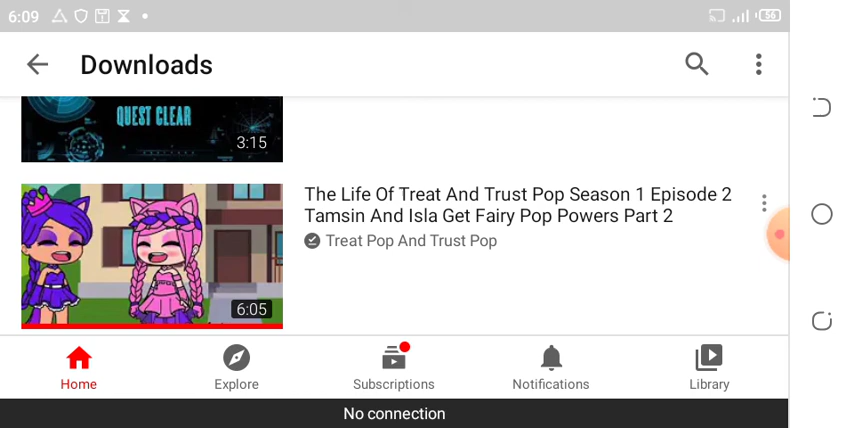 6:09
56
Downloads
QUEST CLEAR
3:15
The Life Of Treat And Trust Pop Season 1 Episode 2
Tamsin And Isla Get Fairy Pop Powers Part 2
Treat Pop And Trust Pop
6:05
Home
Explore
Subscriptions
Notifications
Library
No connection